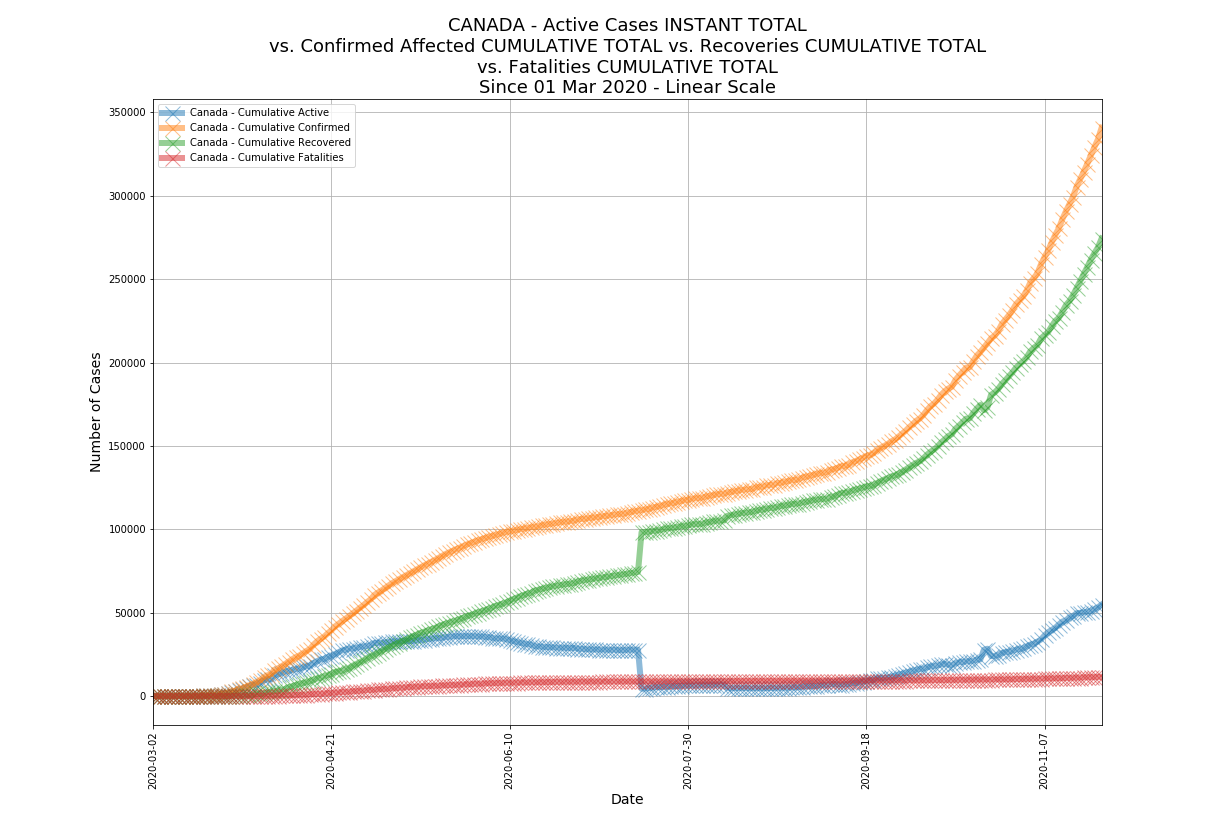 CANADA - Active Cases INSTANT TOTAL
vs. Confirmed Affected CUMULATIVE TOTAL vs. Recoveries CUMULATIVE TOTAL
vs. Fatalities CUMULATIVE TOTAL
Since 01 Mar 2020 - Linear Scale
Canada - Cumulative Active
Canada - Cumulative Confirmed
Canada - Cumulative Recovered
Canada - Cumulative Fatalities
Number of Cases
350000
300000
250000
200000
150000
100000
50000
0
2020-03-02
2020-04-21
2020-06-10
2020-07-30
2020-09-18
2020-11-07
Date